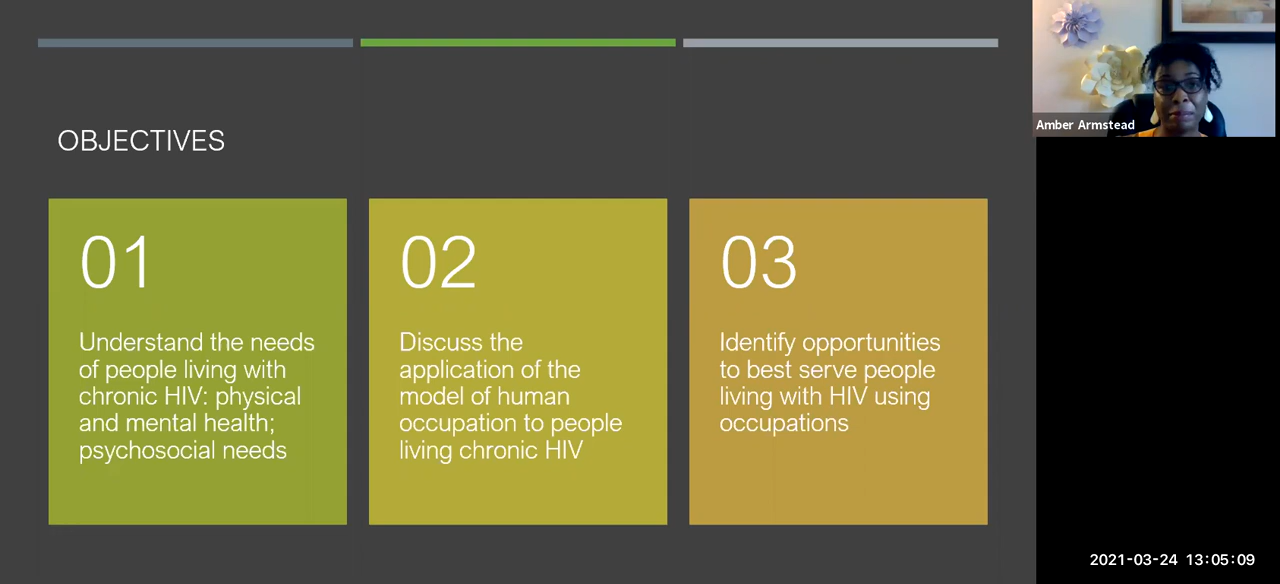 OBJECTIVES
01
Understand the needs
of people living with
chronic HIV: physical
and mental health;
psychosocial needs
02
Discuss the
application of the
model of human
occupation to people
living chronic HIV
03
Identify opportunities
to best serve people
living with HIV using
occupations
Amber Armstead
2021-03-24 13:05:09